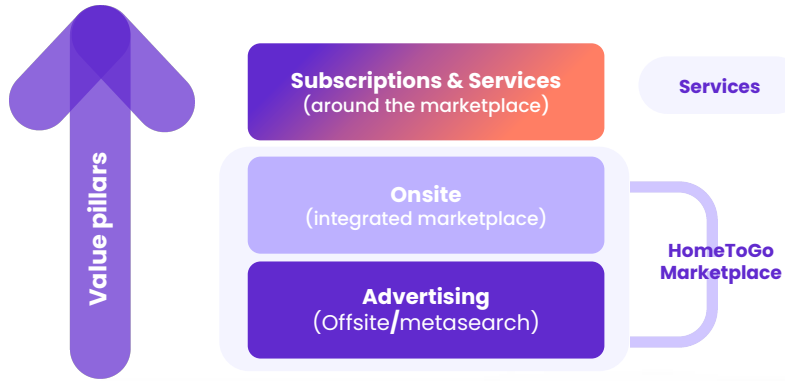 Value pillars
Subscriptions & Services
(around the marketplace)
Services
Onsite
(integrated marketplace)
HomeToGo
Marketplace
Advertising
(Offsite/metasearch)